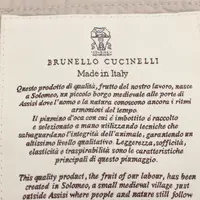 BRUNELLO CUCINELLI
Made in Italy
Questo prodotto di qualità, frutto del nostro lavoro, nasce
a Solomeo, un piccolo borgo medievale alle porte di
Assisi dove l'uomo e la natura conoscono ancora i ritmi
armoniosi del tempo.
Il piumino d'oca con cui è imbottito è raccolto
e selezionato a mano utilizzando tecniche che
salvaguardano l'integrità dell'animale, garantendo un
altissimo livello qualitativo. Leggerezza, sofficità,
elasticità e traspirabilità sono le caratteristiche
principali di questo piumaggio.
This quality product, the fruit of our labour, has been
created in Solomeo, a small medieval village just
outside Assisi where people and nature still follow